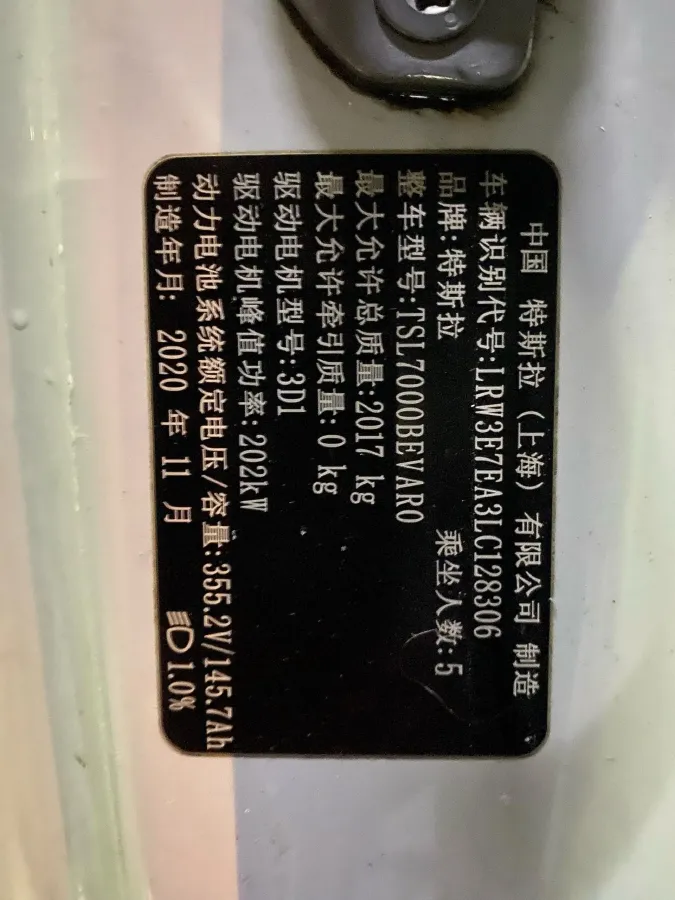 中国 特斯拉（上海）有限公司 制造
车辆识别代号:LRW3E7EA3LC128306
品牌:特斯拉 乘坐人数:5
整车型号:TSL7000BEVAR0
最大允许总质量:2017 kg
最大允许牵引质量:0 kg
驱动电机型号:3D1
驱动电机峰值功率:202kW
动力电池系统额定电压/容量:355.2V/145.7Ah
制造年月: 2020 年 11 月 1.0%